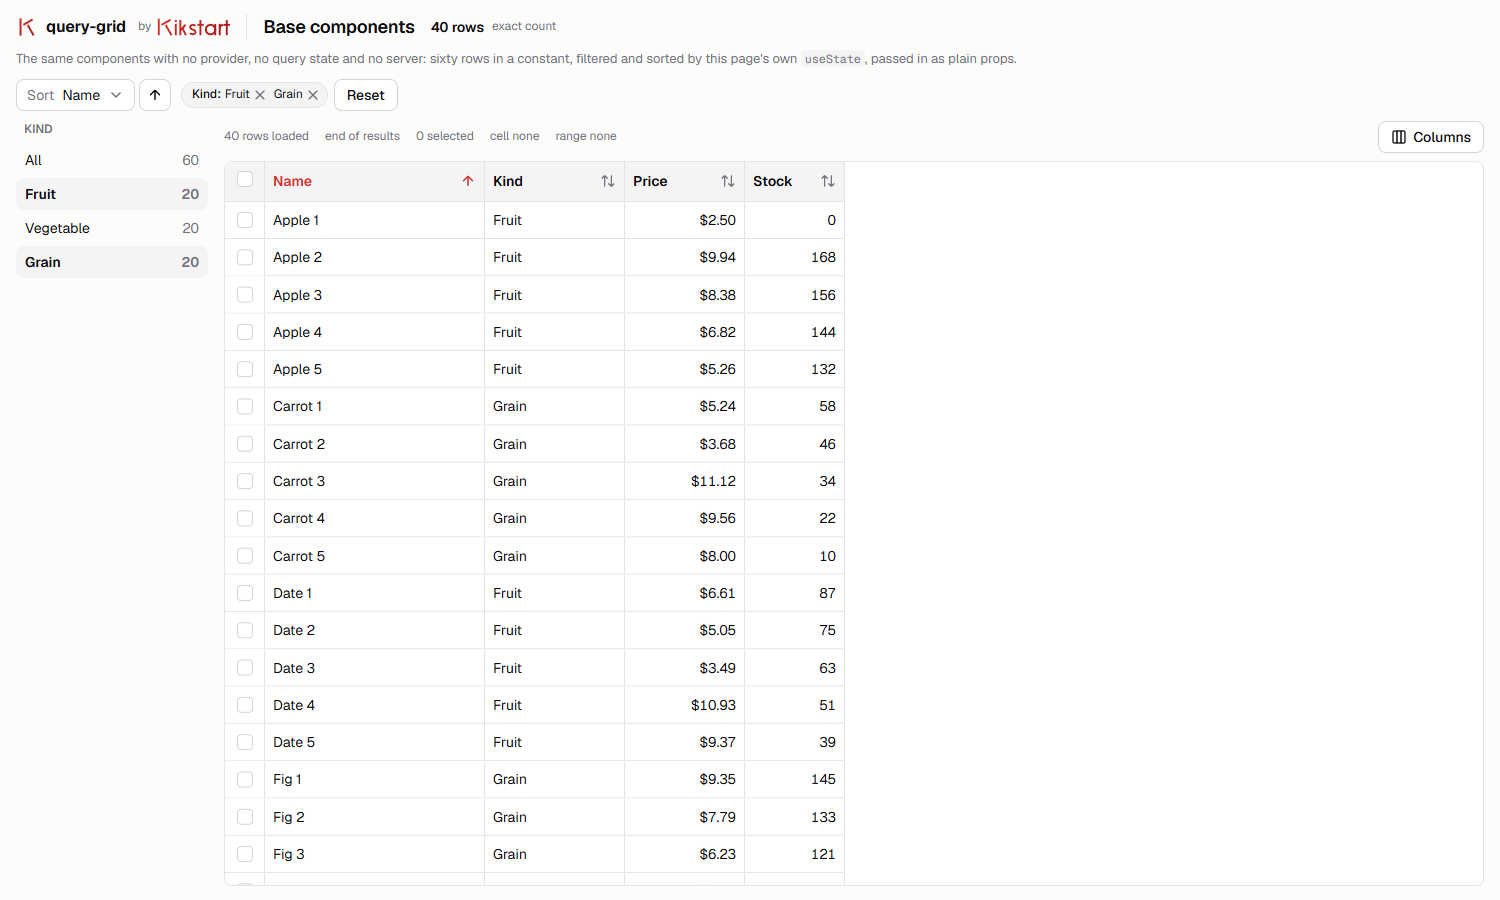 query-grid by Kikstart Base components 40 rows exact count
The same components with no provider, no query state and no server: sixty rows in a constant, filtered and sorted by this page's own useState, passed in as plain props.
Sort Name Kind: Fruit Grain Reset
KIND
All 60
Fruit 20
Vegetable 20
Grain 20
40 rows loaded end of results 0 selected cell none range none
Columns
Name Kind Price Stock
Apple 1 Fruit $2.50 0
Apple 2 Fruit $9.94 168
Apple 3 Fruit $8.38 156
Apple 4 Fruit $6.82 144
Apple 5 Fruit $5.26 132
Carrot 1 Grain $5.24 58
Carrot 2 Grain $3.68 46
Carrot 3 Grain $11.12 34
Carrot 4 Grain $9.56 22
Carrot 5 Grain $8.00 10
Date 1 Fruit $6.61 87
Date 2 Fruit $5.05 75
Date 3 Fruit $3.49 63
Date 4 Fruit $10.93 51
Date 5 Fruit $9.37 39
Fig 1 Grain $9.35 145
Fig 2 Grain $7.79 133
Fig 3 Grain $6.23 121